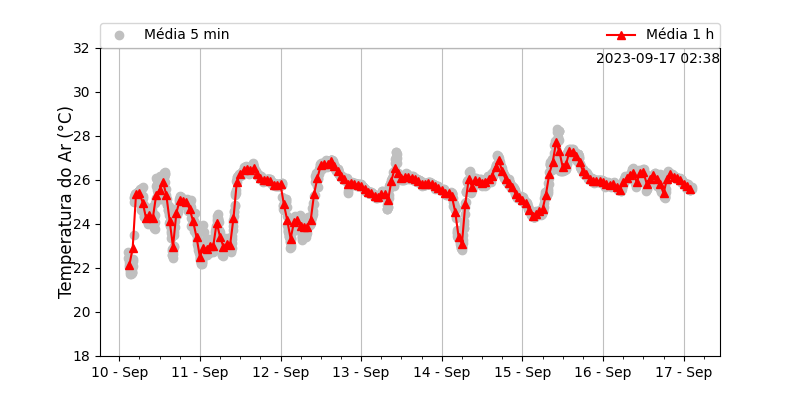 Média 5 min
Média 1 h
2023-09-17 02:38
Temperatura do Ar (°C)
32
30
28
26
24
22
20
18
10 - Sep
11 - Sep
12 - Sep
13 - Sep
14 - Sep
15 - Sep
16 - Sep
17 - Sep